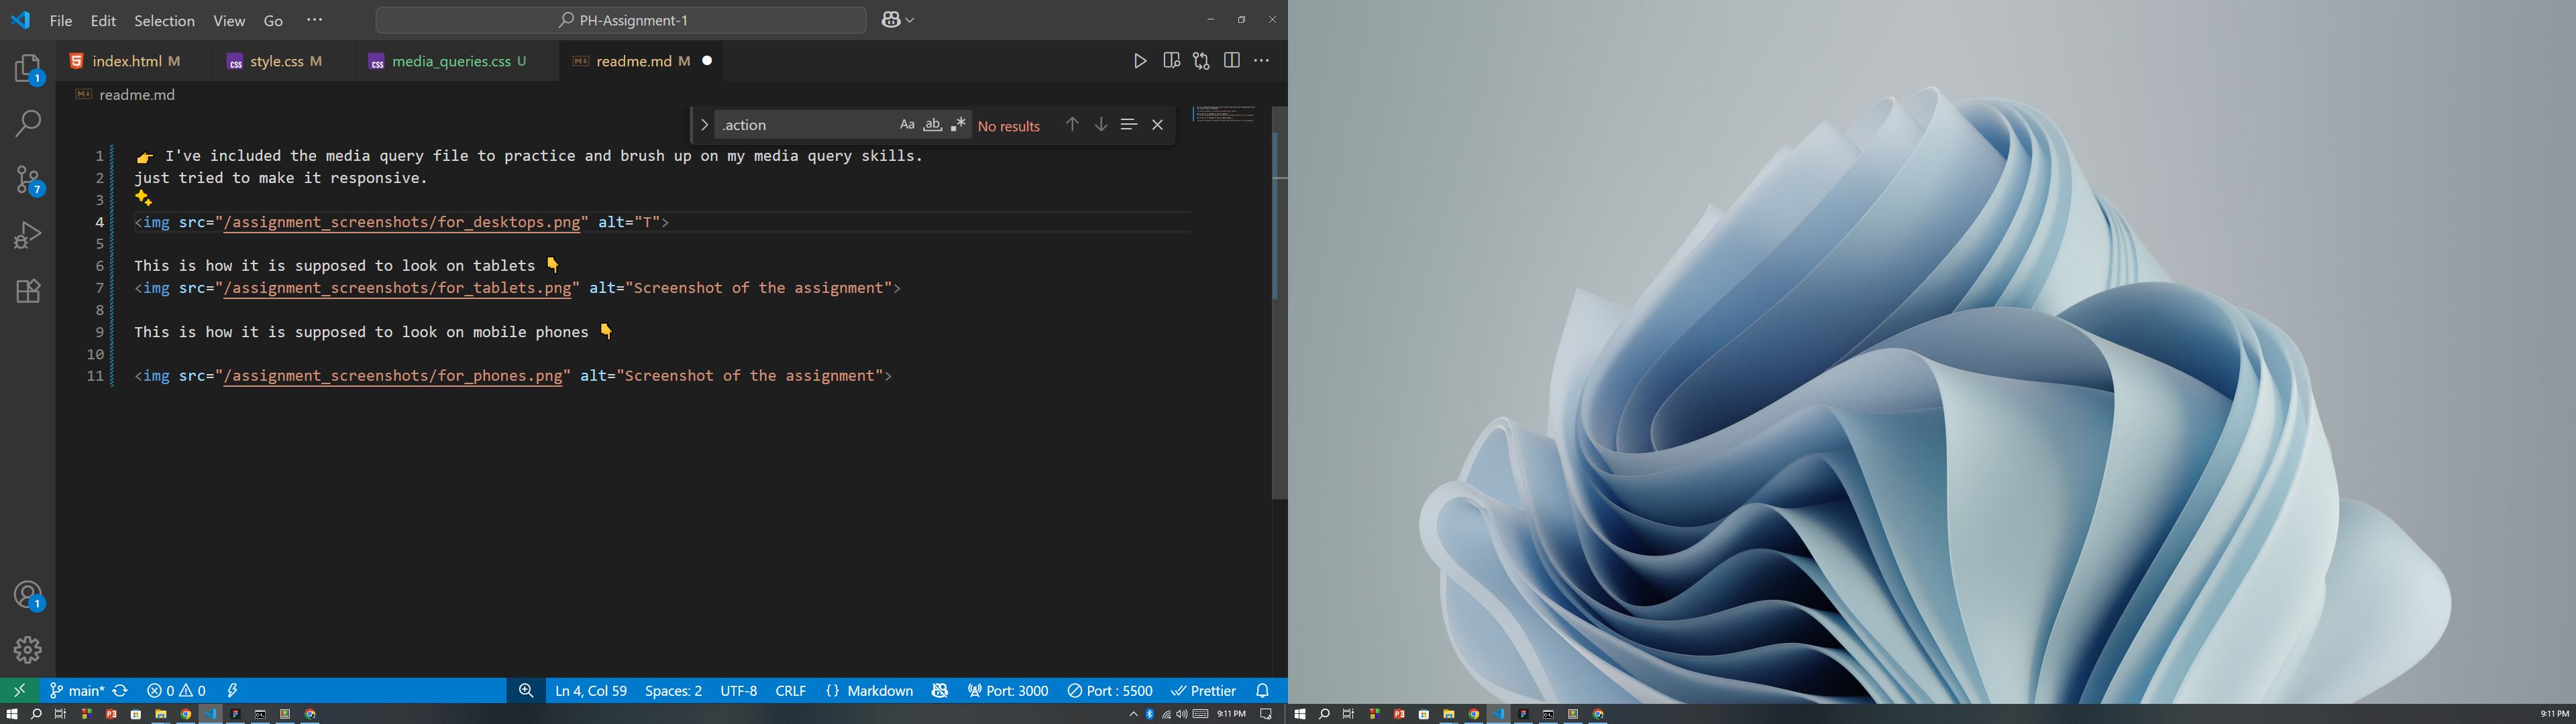 File Edit Selection View Go ... PH-Assignment-1
index.html M style.css M media_queries.css U readme.md M
1
readme.md
.action Aa ab No results
1 👉 I've included the media query file to practice and brush up on my media query skills.
2 just tried to make it responsive.
7
3 ✨
4 <img src="/assignment_screenshots/for_desktops.png" alt="T">
5
6 This is how it is supposed to look on tablets 👇
7 <img src="/assignment_screenshots/for_tablets.png" alt="Screenshot of the assignment">
8
9 This is how it is supposed to look on mobile phones 👇
10
11 <img src="/assignment_screenshots/for_phones.png" alt="Screenshot of the assignment">
1
main* 0 0 Ln 4, Col 59 Spaces: 2 UTF-8 CRLF {} Markdown Port: 3000 Port : 5500 Prettier
9:11 PM 9:11 PM